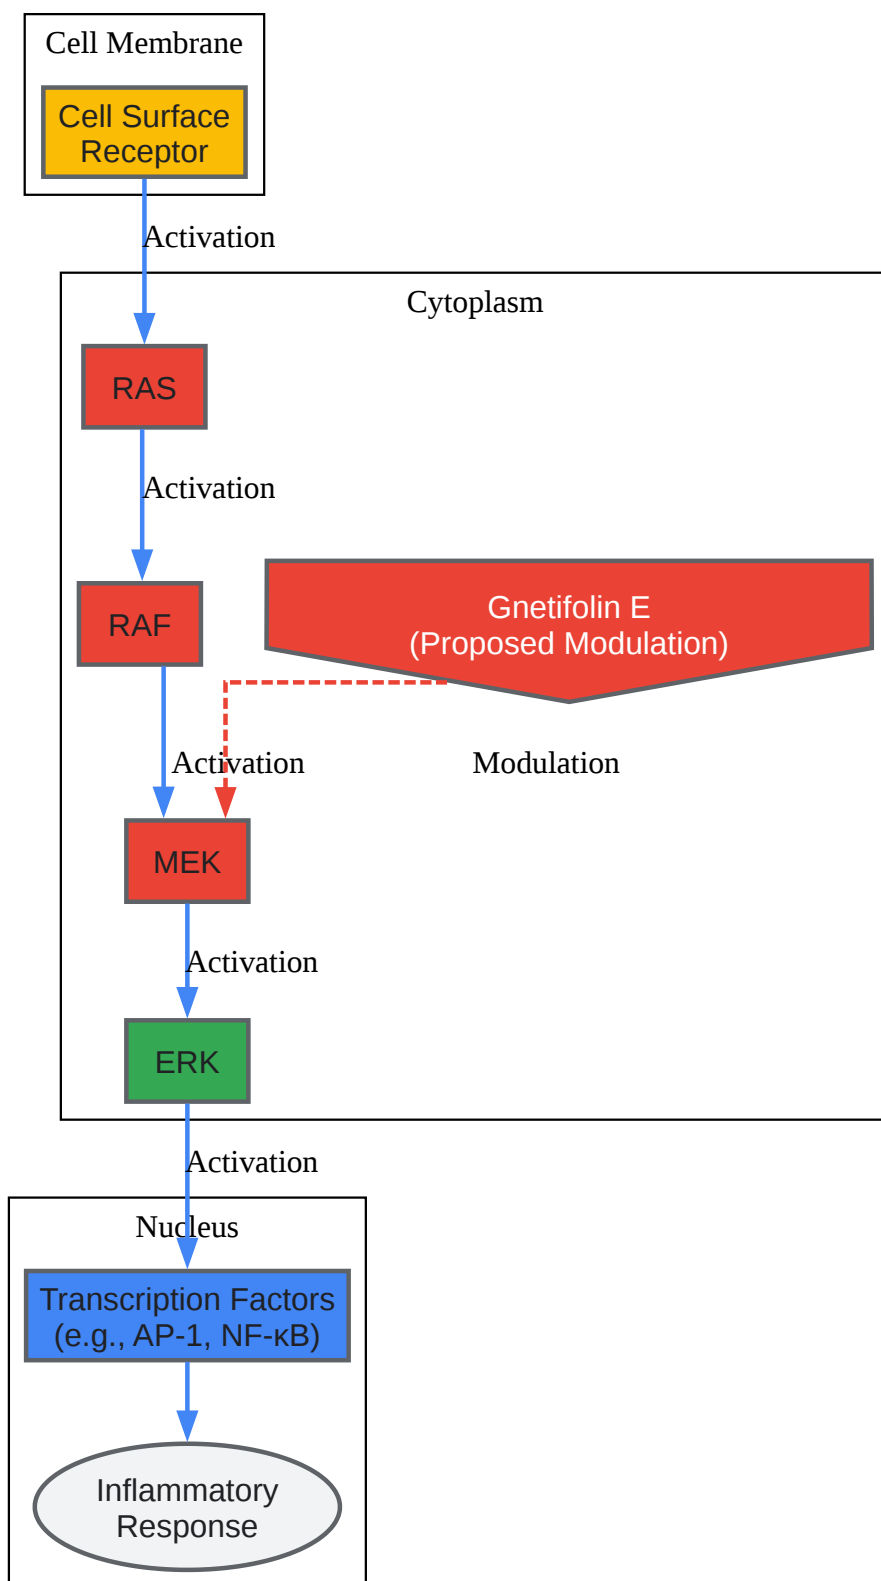 Cell Membrane
Cell Surface
Receptor
Activation
Cytoplasm
RAS
Activation
RAF
Gnetifolin E
(Proposed Modulation)
Activation
Modulation
MEK
Activation
ERK
Activation
Nucleus
Transcription Factors
(e.g., AP-1, NF-κB)
Inflammatory
Response